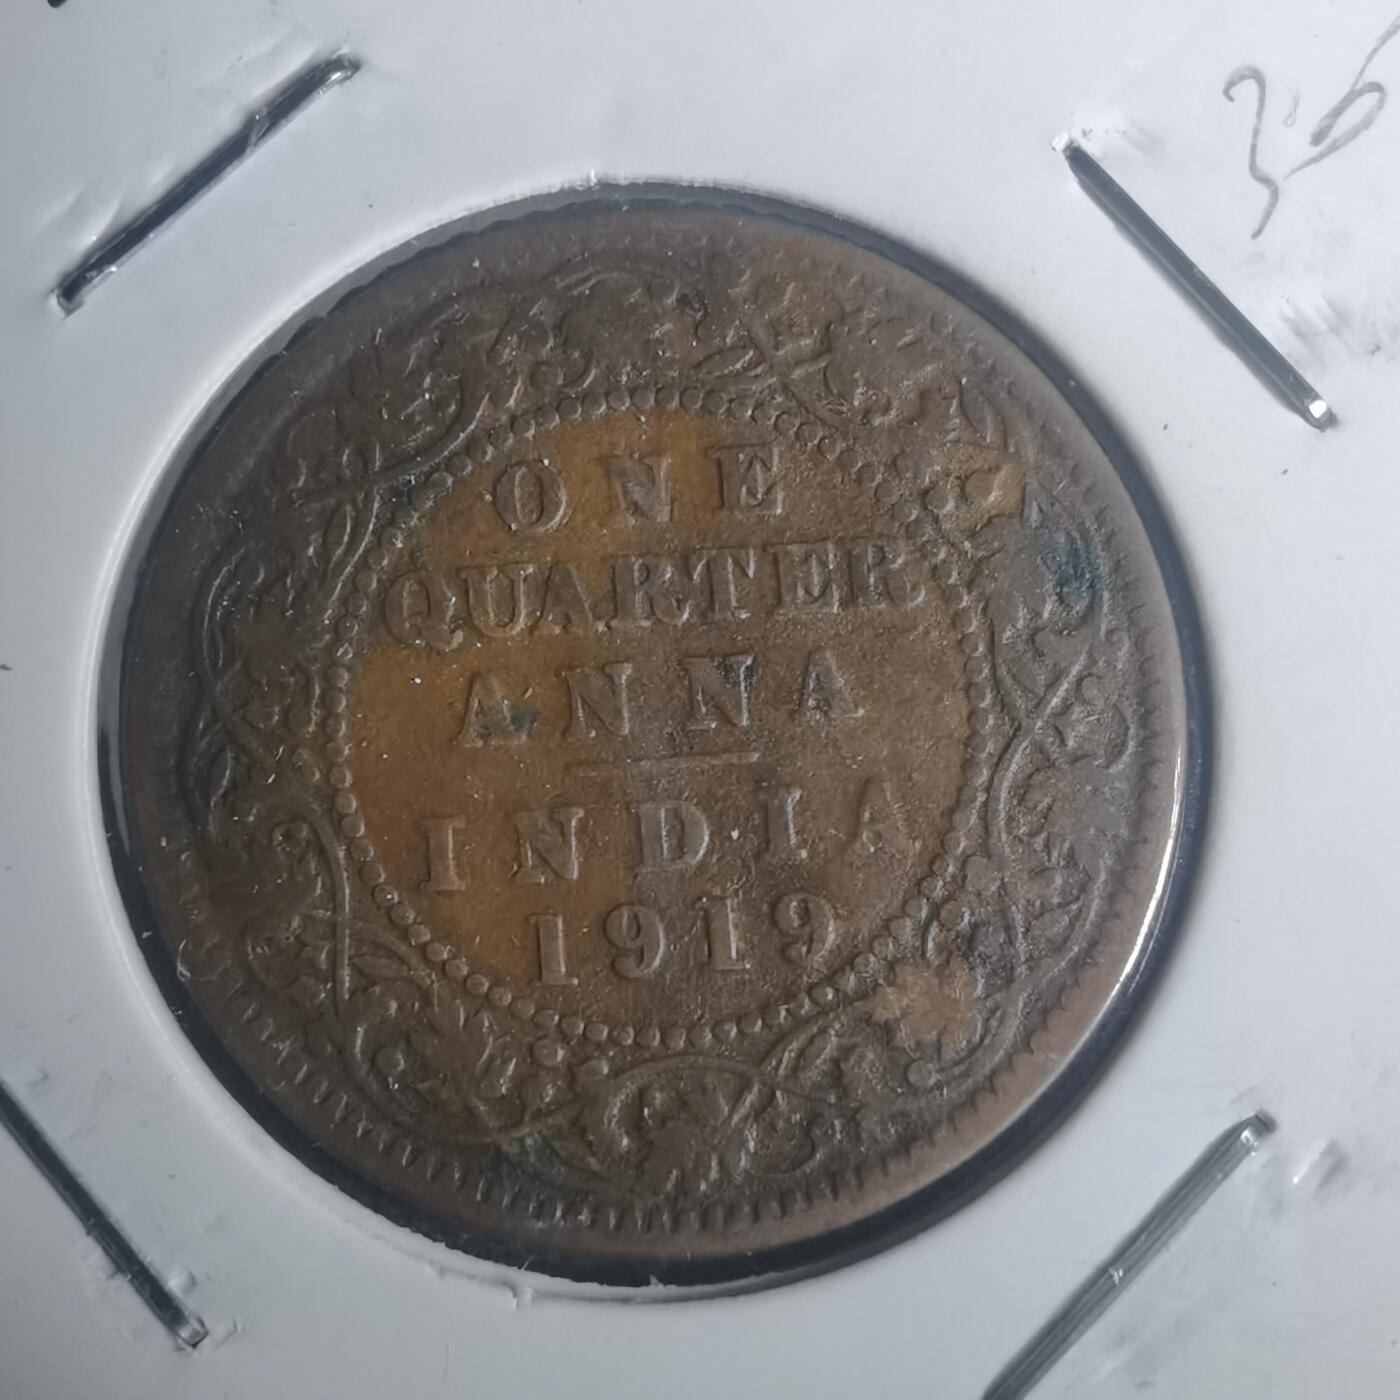 ONE
QUARTER
ANNA
INDIA
1919